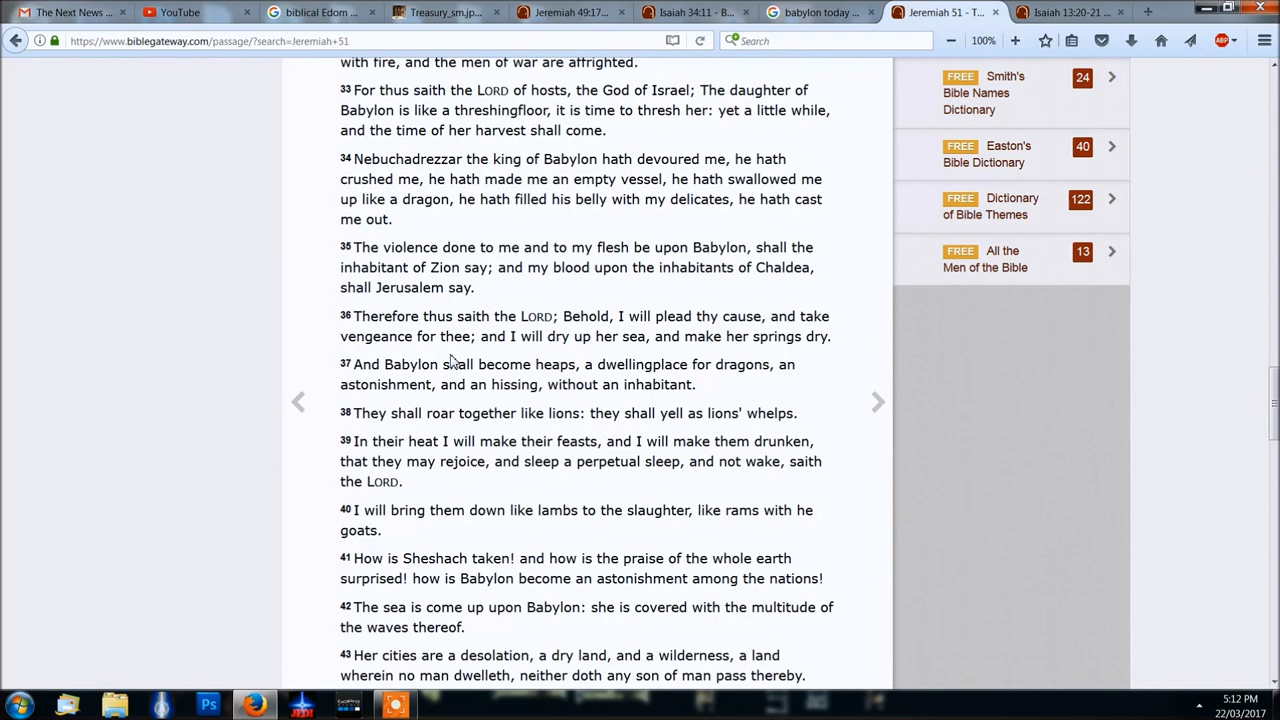 The Next News ...
YouTube
biblical Edom
Treasury_sm.jp...
Jeremiah 49:17...
Isaiah 34:11 - B...
babylon today
Jeremiah 51 - T...
Isaiah 13:20-21
https://www.biblegateway.com/passage/?search=Jeremiah+51
Search
100%
ABP
with fire, and the men of war are affrighted.
33 For thus saith the LORD of hosts, the God of Israel; The daughter of
Babylon is like a threshingfloor, it is time to thresh her: yet a little while,
and the time of her harvest shall come.
34 Nebuchadrezzar the king of Babylon hath devoured me, he hath
crushed me, he hath made me an empty vessel, he hath swallowed me
up like a dragon, he hath filled his belly with my delicates, he hath cast
me out.
35 The violence done to me and to my flesh be upon Babylon, shall the
inhabitant of Zion say; and my blood upon the inhabitants of Chaldea,
shall Jerusalem say.
36 Therefore thus saith the LORD; Behold, I will plead thy cause, and take
vengeance for thee; and I will dry up her sea, and make her springs dry.
37 And Babylon shall become heaps, a dwellingplace for dragons, an
astonishment, and an hissing, without an inhabitant.
38 They shall roar together like lions: they shall yell as lions' whelps.
39 In their heat I will make their feasts, and I will make them drunken,
that they may rejoice, and sleep a perpetual sleep, and not wake, saith
the LORD.
40 I will bring them down like lambs to the slaughter, like rams with he
goats.
41 How is Sheshach taken! and how is the praise of the whole earth
surprised! how is Babylon become an astonishment among the nations!
42 The sea is come up upon Babylon: she is covered with the multitude of
the waves thereof.
43 Her cities are a desolation, a dry land, and a wilderness, a land
wherein no man dwelleth, neither doth any son of man pass thereby.
FREE Smith's
Bible Names
Dictionary
24
FREE Easton's
Bible Dictionary
40
FREE Dictionary
of Bible Themes
122
FREE All the
Men of the Bible
13
Ps
JEDI
GoPro
5:12 PM
22/03/2017